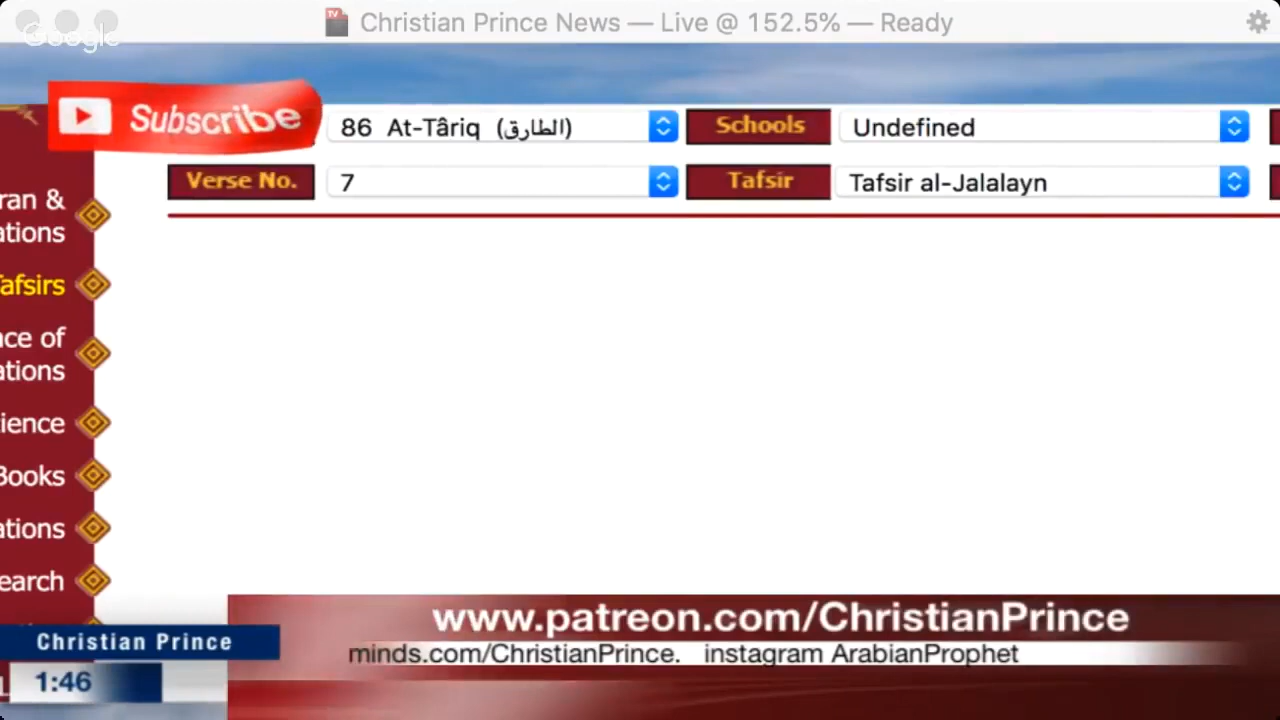 Christian Prince News — Live @ 152.5% — Ready
Google
Subscribe
86 At-Târiq (الطارق)
Schools
Undefined
Verse No.
7
Tafsir
Tafsir al-Jalalayn
ran &
ations
afsirs
ce of
ations
ience
Books
ations
earch
www.patreon.com/ChristianPrince
Christian Prince
minds.com/ChristianPrince. instagram ArabianProphet
1:46